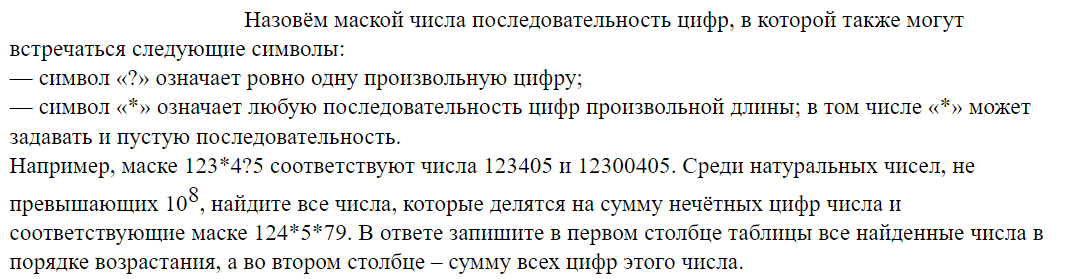 Назовём маской числа последовательность цифр, в которой также могут
встречаться следующие символы:
— символ «?» означает ровно одну произвольную цифру;
— символ «*» означает любую последовательность цифр произвольной длины; в том числе «*» может
задавать и пустую последовательность.
Например, маске 123*4?5 соответствуют числа 123405 и 12300405. Среди натуральных чисел, не
превышающих 10⁸, найдите все числа, которые делятся на сумму нечётных цифр числа и
соответствующие маске 124*5*79. В ответе запишите в первом столбце таблицы все найденные числа в
порядке возрастания, а во втором столбце – сумму всех цифр этого числа.